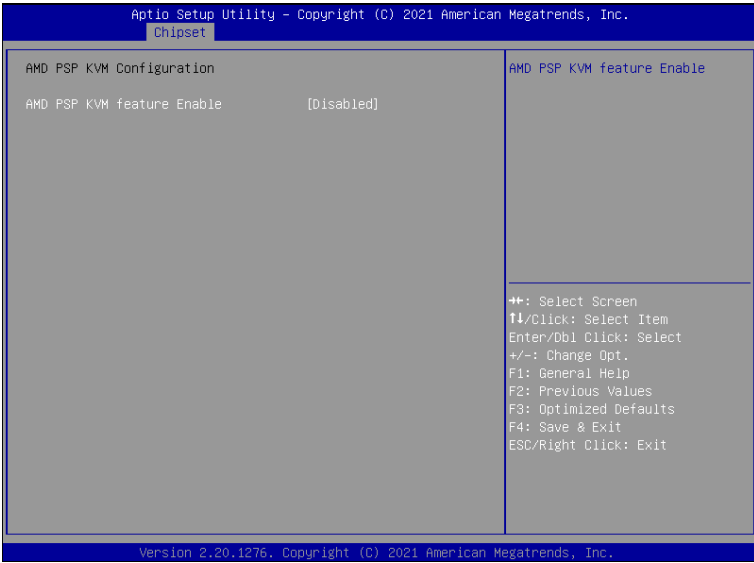 Aptio Setup Utility – Copyright (C) 2021 American Megatrends, Inc.
Chipset
AMD PSP KVM Configuration
AMD PSP KVM feature Enable [Disabled]
AMD PSP KVM feature Enable
→←: Select Screen
↑↓/Click: Select Item
Enter/Dbl Click: Select
+/-: Change Opt.
F1: General Help
F2: Previous Values
F3: Optimized Defaults
F4: Save & Exit
ESC/Right Click: Exit
Version 2.20.1276. Copyright (C) 2021 American Megatrends, Inc.